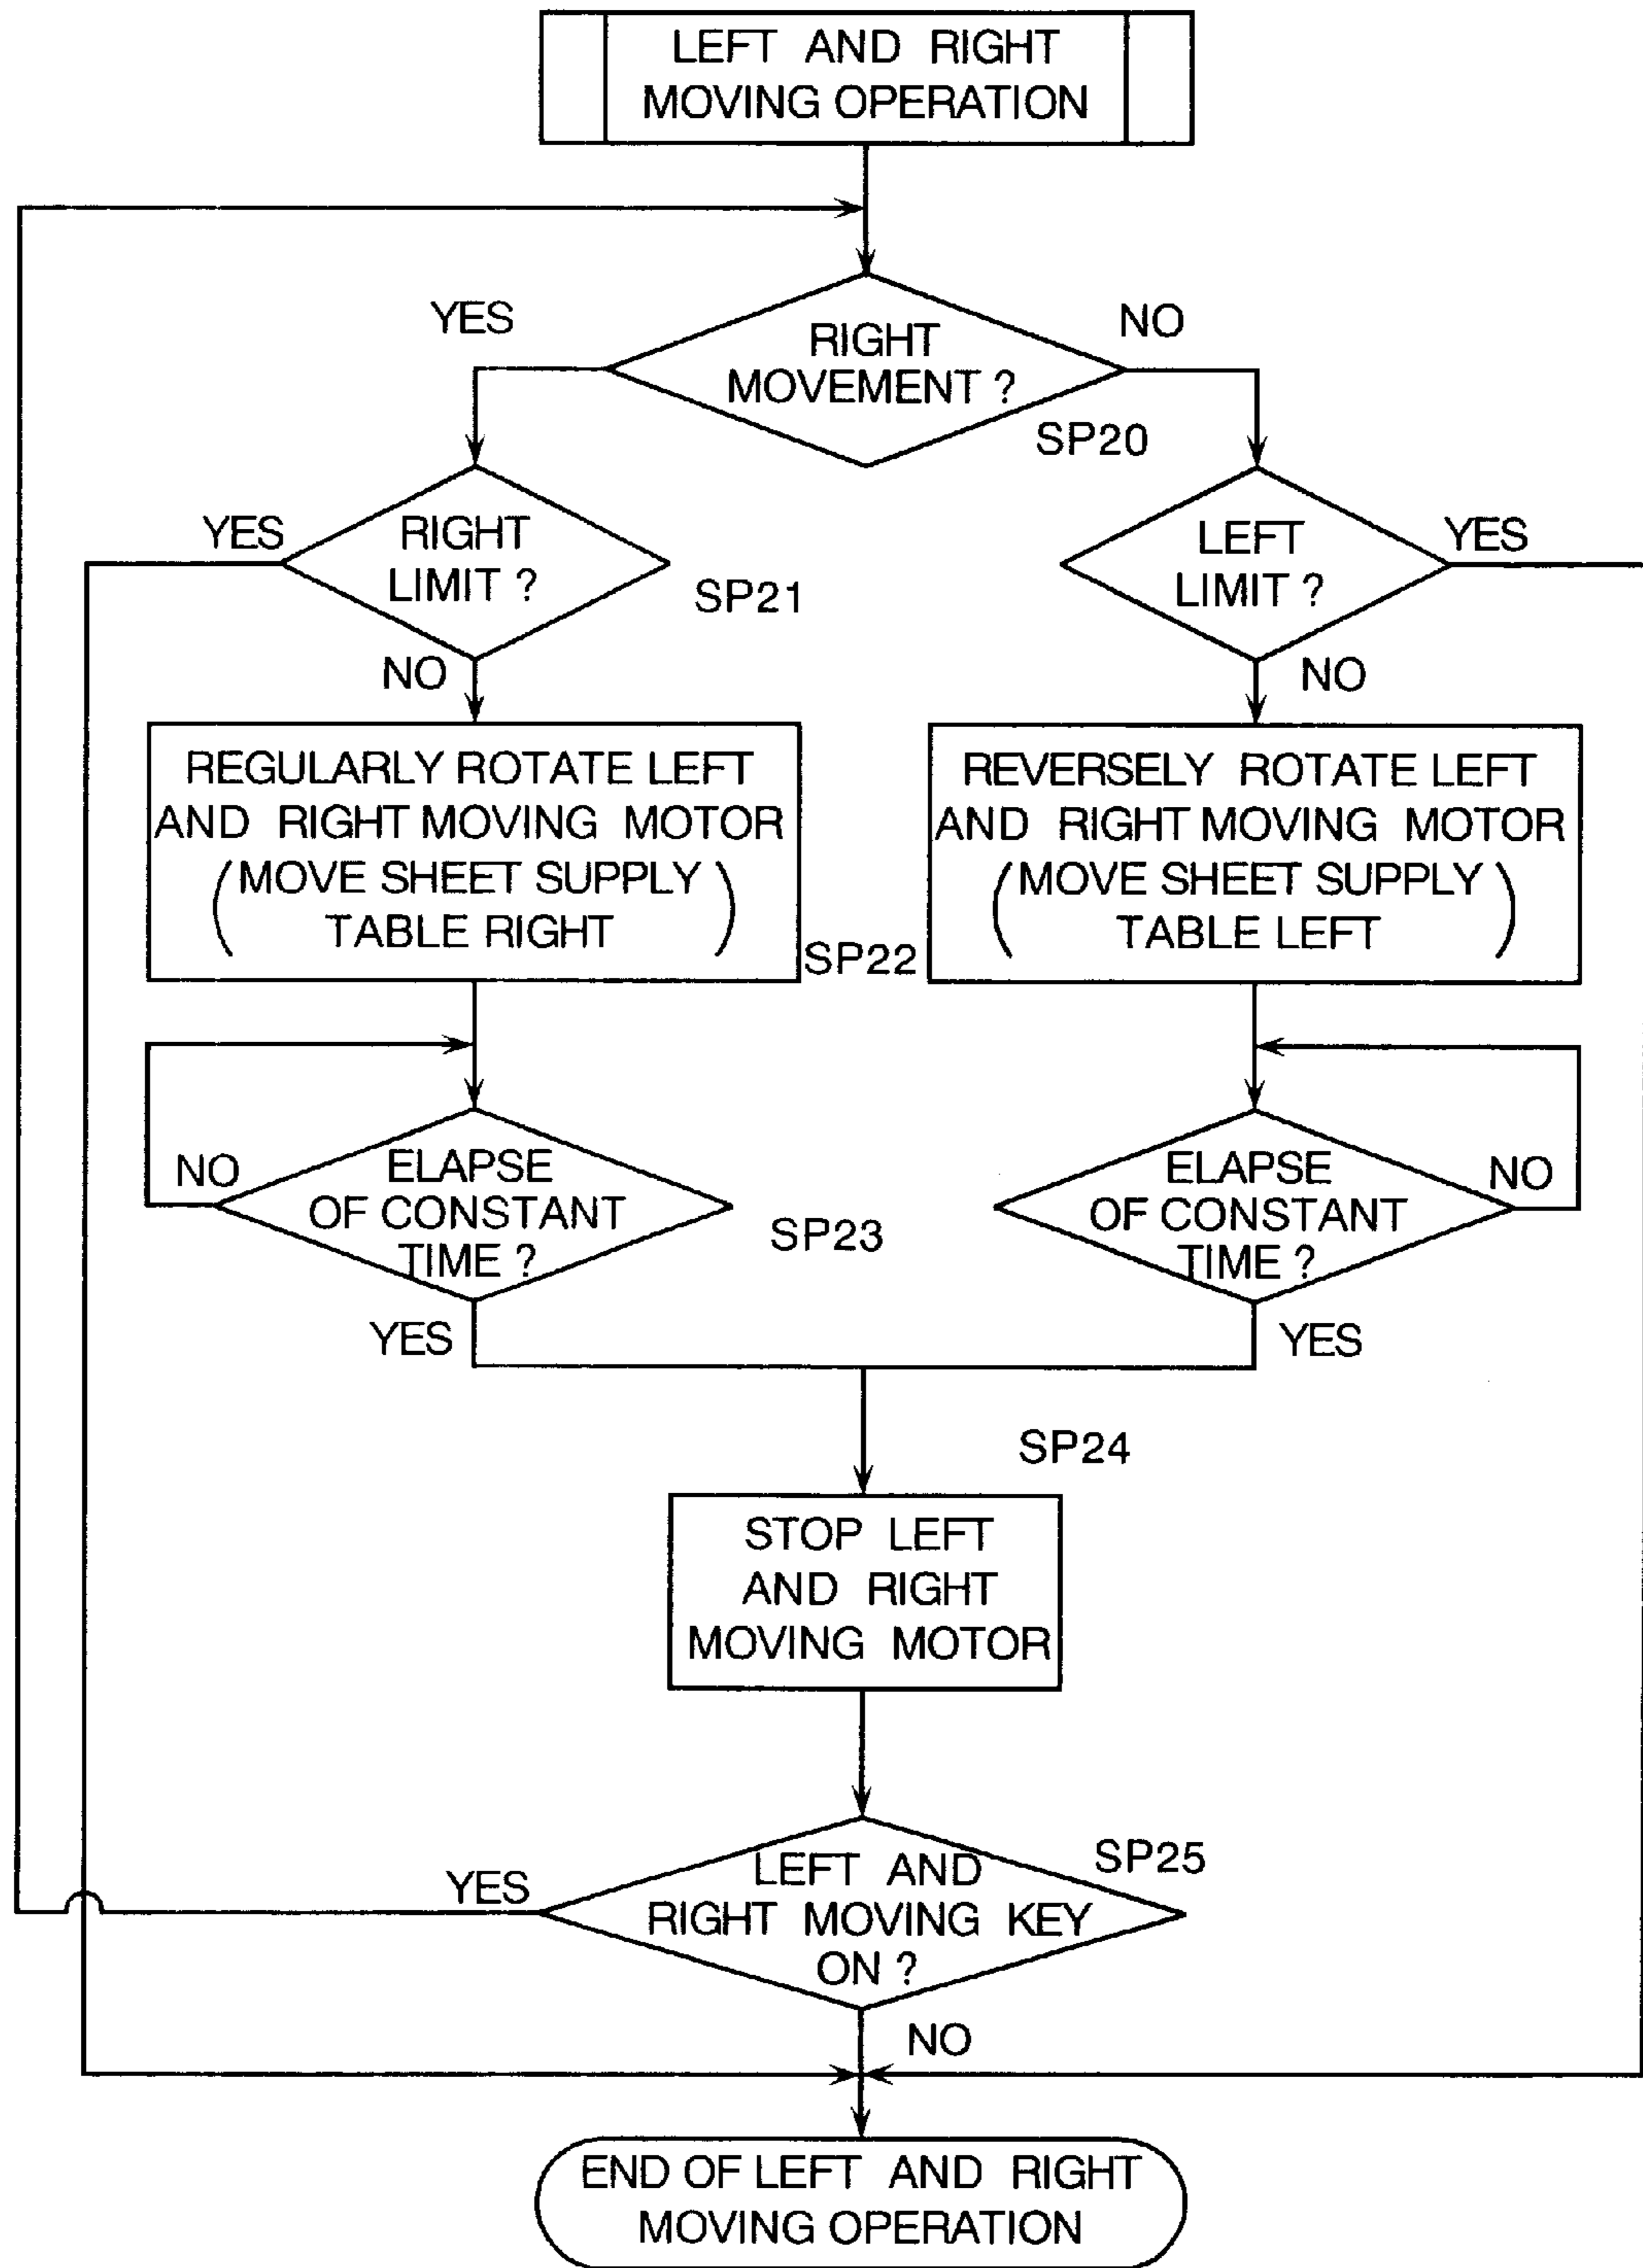 LEFT AND RIGHT
MOVING OPERATION
YES
NO
RIGHT
MOVEMENT ?
SP20
YES
RIGHT
LIMIT ?
SP21
NO
LEFT
LIMIT ?
YES
NO
REGULARLY ROTATE LEFT
AND RIGHT MOVING MOTOR
(MOVE SHEET SUPPLY
TABLE RIGHT)
SP22
REVERSELY ROTATE LEFT
AND RIGHT MOVING MOTOR
(MOVE SHEET SUPPLY
TABLE LEFT)
NO
ELAPSE
OF CONSTANT
TIME ?
SP23
YES
ELAPSE
OF CONSTANT
TIME ?
NO
YES
SP24
STOP LEFT
AND RIGHT
MOVING MOTOR
YES
LEFT AND
RIGHT MOVING KEY
ON ?
SP25
NO
END OF LEFT AND RIGHT
MOVING OPERATION